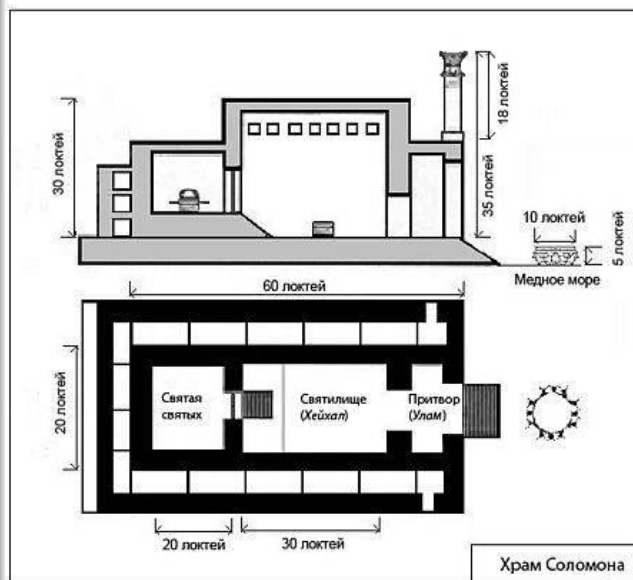 18 локтей
30 локтей
35 локтей
10 локтей
5 локтей
Медное море
60 локтей
20 локтей
Святая
святых
Святилище
(Хейхал)
Притвор
(Улам)
20 локтей
30 локтей
Храм Соломона